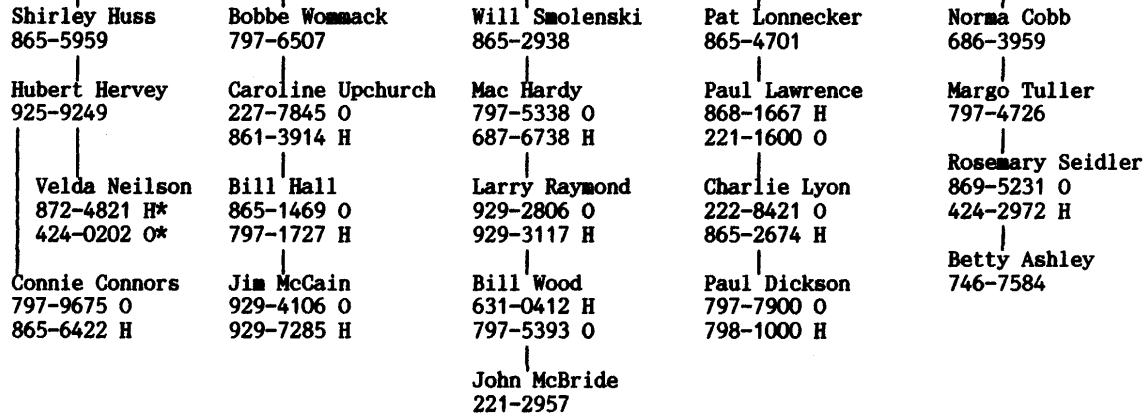 Shirley Huss
865-5959
Hubert Hervey
925-9249
Velda Neilson
872-4821 H*
424-0202 O*
Connie Connors
797-9675 O
865-6422 H
Bobbe Wommack
797-6507
Caroline Upchurch
227-7845 O
861-3914 H
Bill Hall
865-1469 O
797-1727 H
Jim McCain
929-4106 O
929-7285 H
Will Smolenski
865-2938
Mac Hardy
797-5338 O
687-6738 H
Larry Raymond
929-2806 O
929-3117 H
Bill Wood
631-0412 H
797-5393 O
John McBride
221-2957
Pat Lonnecker
865-4701
Paul Lawrence
868-1667 H
221-1600 O
Charlie Lyon
222-8421 O
865-2674 H
Paul Dickson
797-7900 O
798-1000 H
Norma Cobb
686-3959
Margo Tuller
797-4726
Rosemary Seidler
869-5231 O
424-2972 H
Betty Ashley
746-7584